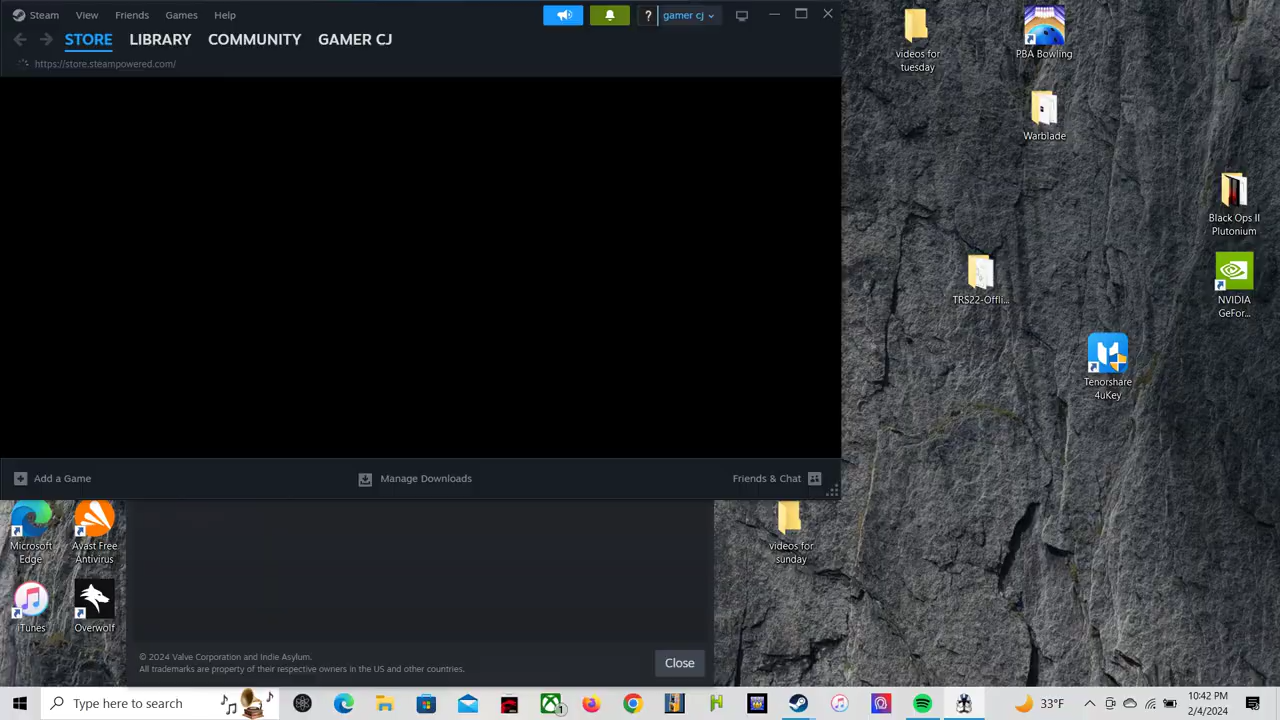 Steam View Friends Games Help ? gamer cj
STORE LIBRARY COMMUNITY GAMER CJ
https://store.steampowered.com/
Add a Game Manage Downloads Friends & Chat
videos for
tuesday
PBA Bowling
Warblade
Black Ops II
Plutonium
TRS22-Offli...
NVIDIA
GeFor...
Tenorshare
4uKey
Microsoft
Edge
Avast Free
Antivirus
videos for
sunday
iTunes
Overwolf
© 2024 Valve Corporation and Indie Asylum.
All trademarks are property of their respective owners in the US and other countries.
Close
Type here to search
1
33°F
10:42 PM
2/4/2024